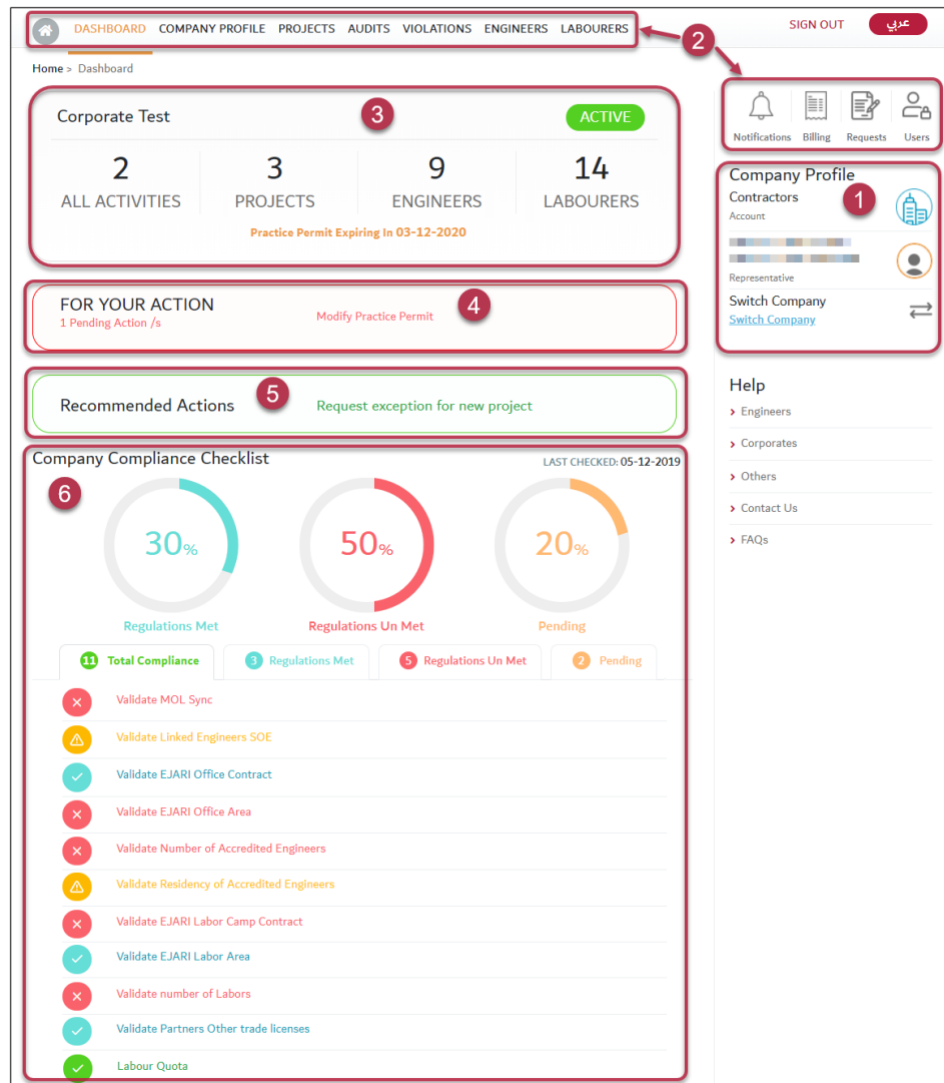 DASHBOARD COMPANY PROFILE PROJECTS AUDITS VIOLATIONS ENGINEERS LABOURERS
2
SIGN OUT
عربي
Home > Dashboard
Corporate Test
3
ACTIVE
2
ALL ACTIVITIES
3
PROJECTS
9
ENGINEERS
14
LABOURERS
Practice Permit Expiring In 03-12-2020
Notifications
Billing
Requests
Users
Company Profile
1
Contractors
Account
Representative
Switch Company
Switch Company
FOR YOUR ACTION
1 Pending Action /s
Modify Practice Permit
4
Recommended Actions
5
Request exception for new project
Help
> Engineers
> Corporates
> Others
> Contact Us
> FAQs
Company Compliance Checklist
LAST CHECKED: 05-12-2019
6
30%
Regulations Met
50%
Regulations Un Met
20%
Pending
11 Total Compliance
3 Regulations Met
5 Regulations Un Met
2 Pending
Validate MOL Sync
Validate Linked Engineers SOE
Validate EJARI Office Contract
Validate EJARI Office Area
Validate Number of Accredited Engineers
Validate Residency of Accredited Engineers
Validate EJARI Labor Camp Contract
Validate EJARI Labor Area
Validate number of Labors
Validate Partners Other trade licenses
Labour Quota